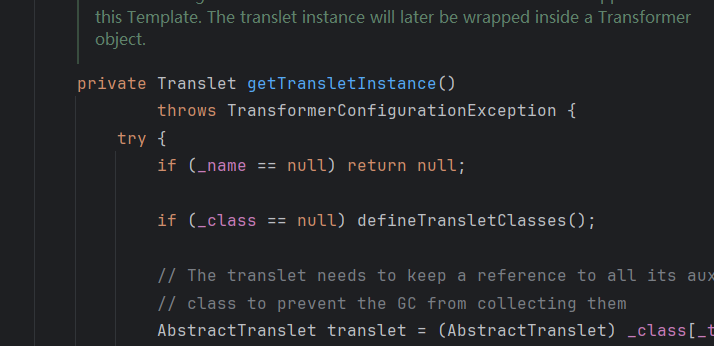 this Template. The translet instance will later be wrapped inside a Transformer
object.
private Translet getTransletInstance()
throws TransformerConfigurationException {
try {
if (_name == null) return null;
if (_class == null) defineTransletClasses();
// The translet needs to keep a reference to all its aux
// class to prevent the GC from collecting them
AbstractTranslet translet = (AbstractTranslet) _class[_t